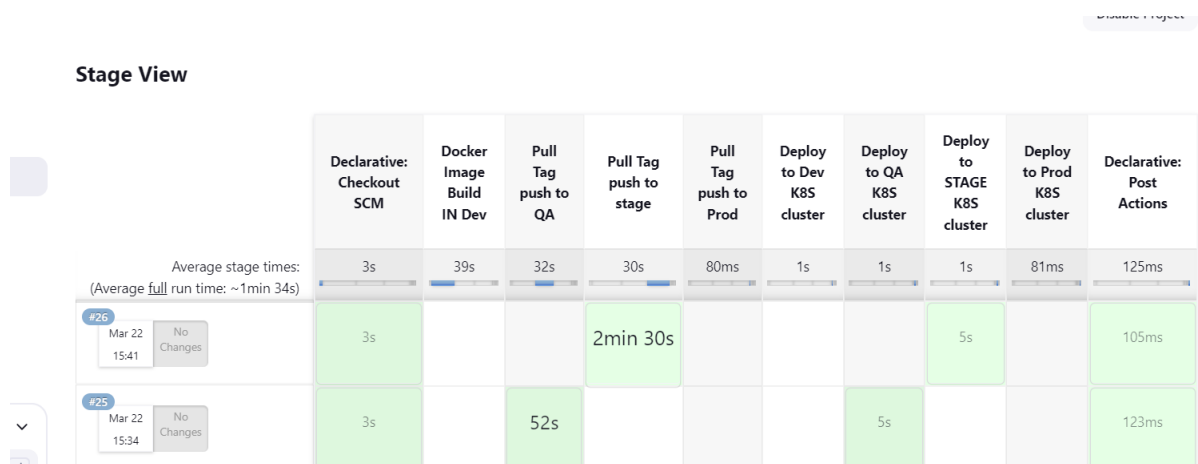 Disable Project
Stage View
Declarative:
Checkout
SCM
Docker
Image
Build
IN Dev
Pull
Tag
push to
QA
Pull Tag
push to
stage
Pull
Tag
push to
Prod
Deploy
to Dev
K8S
cluster
Deploy
to QA
K8S
cluster
Deploy
to
STAGE
K8S
cluster
Deploy
to Prod
K8S
cluster
Declarative:
Post
Actions
Average stage times:
(Average full run time: ~1min 34s)
3s
39s
32s
30s
80ms
1s
1s
1s
81ms
125ms
#26
Mar 22
15:41
No
Changes
3s
2min 30s
5s
105ms
#25
Mar 22
15:34
No
Changes
3s
52s
5s
123ms